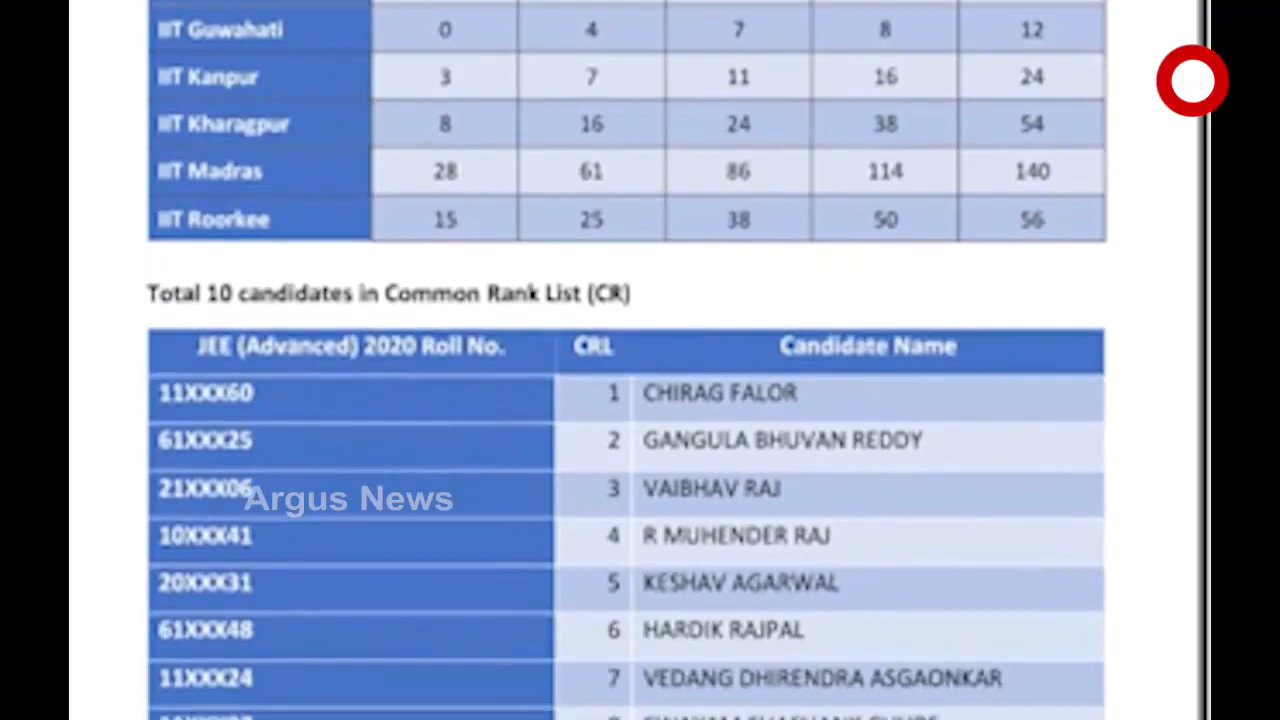 IIT Guwahati 0 4 7 8 12
IIT Kanpur 3 7 11 16 24
IIT Kharagpur 8 16 24 38 54
IIT Madras 28 61 86 114 140
IIT Roorkee 15 25 38 50 56
Total 10 candidates in Common Rank List (CR)
JEE (Advanced) 2020 Roll No. CRL Candidate Name
11XXX60 1 CHIRAG FALOR
61XXX25 2 GANGULA BHUVAN REDDY
21XXX06 3 VAIBHAV RAJ
Argus News
10XXX41 4 R MUHENDER RAJ
20XXX31 5 KESHAV AGARWAL
61XXX48 6 HARDIK RAJPAL
11XXX24 7 VEDANG DHIRENDRA ASGAONKAR